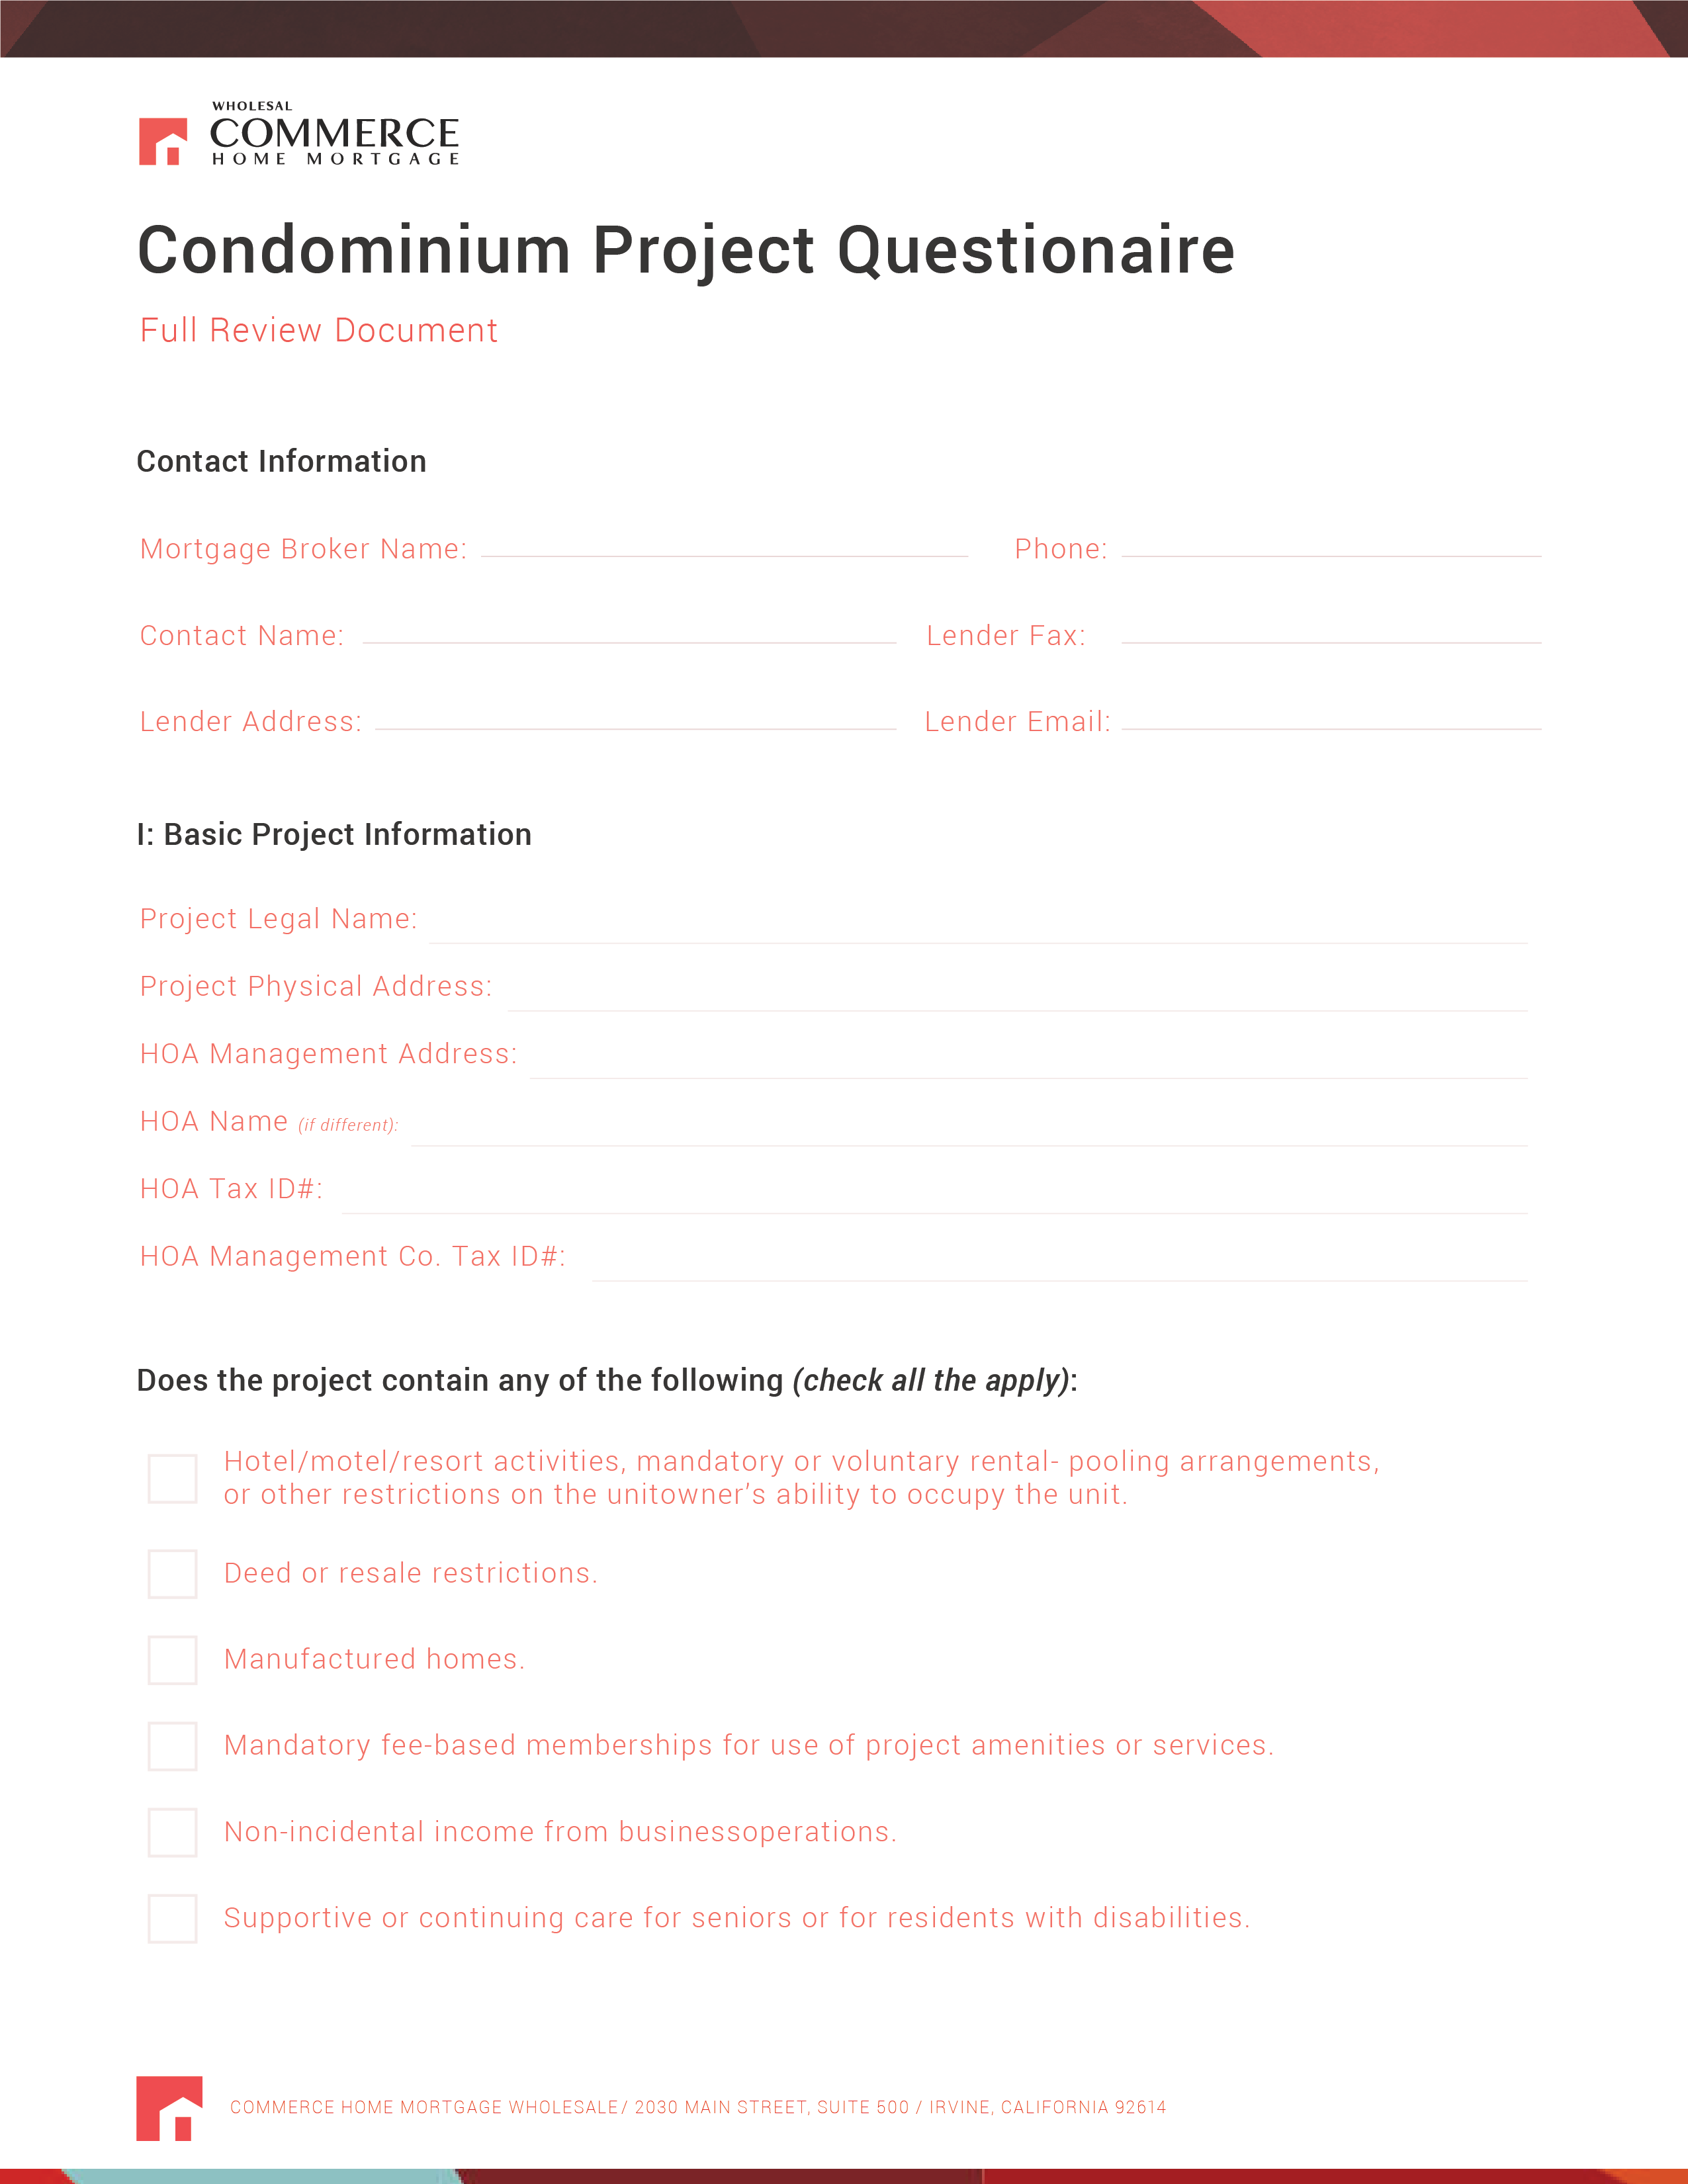 WHOLESAL
COMMERCE
HOME MORTGAGE
Condominium Project Questionaire
Full Review Document
Contact Information
Mortgage Broker Name: Phone:
Contact Name: Lender Fax:
Lender Address: Lender Email:
I: Basic Project Information
Project Legal Name:
Project Physical Address:
HOA Management Address:
HOA Name (if different):
HOA Tax ID#:
HOA Management Co. Tax ID#:
Does the project contain any of the following (check all the apply):
Hotel/motel/resort activities, mandatory or voluntary rental- pooling arrangements,
or other restrictions on the unitowner's ability to occupy the unit.
Deed or resale restrictions.
Manufactured homes.
Mandatory fee-based memberships for use of project amenities or services.
Non-incidental income from businessoperations.
Supportive or continuing care for seniors or for residents with disabilities.
COMMERCE HOME MORTGAGE WHOLESALE/ 2030 MAIN STREET, SUITE 500 / IRVINE, CALIFORNIA 92614